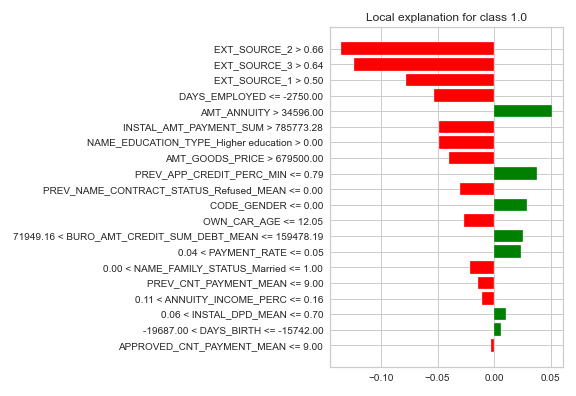 Local explanation for class 1.0
EXT_SOURCE_2 > 0.66
EXT_SOURCE_3 > 0.64
EXT_SOURCE_1 > 0.50
DAYS_EMPLOYED <= -2750.00
AMT_ANNUITY > 34596.00
INSTAL_AMT_PAYMENT_SUM > 785773.28
NAME_EDUCATION_TYPE_Higher education > 0.00
AMT_GOODS_PRICE > 679500.00
PREV_APP_CREDIT_PERC_MIN <= 0.79
PREV_NAME_CONTRACT_STATUS_Refused_MEAN <= 0.00
CODE_GENDER <= 0.00
OWN_CAR_AGE <= 12.05
71949.16 < BURO_AMT_CREDIT_SUM_DEBT_MEAN <= 159478.19
0.04 < PAYMENT_RATE <= 0.05
0.00 < NAME_FAMILY_STATUS_Married <= 1.00
PREV_CNT_PAYMENT_MEAN <= 9.00
0.11 < ANNUITY_INCOME_PERC <= 0.16
0.06 < INSTAL_DPD_MEAN <= 0.70
-19687.00 < DAYS_BIRTH <= -15742.00
APPROVED_CNT_PAYMENT_MEAN <= 9.00
−0.10 −0.05 0.00 0.05